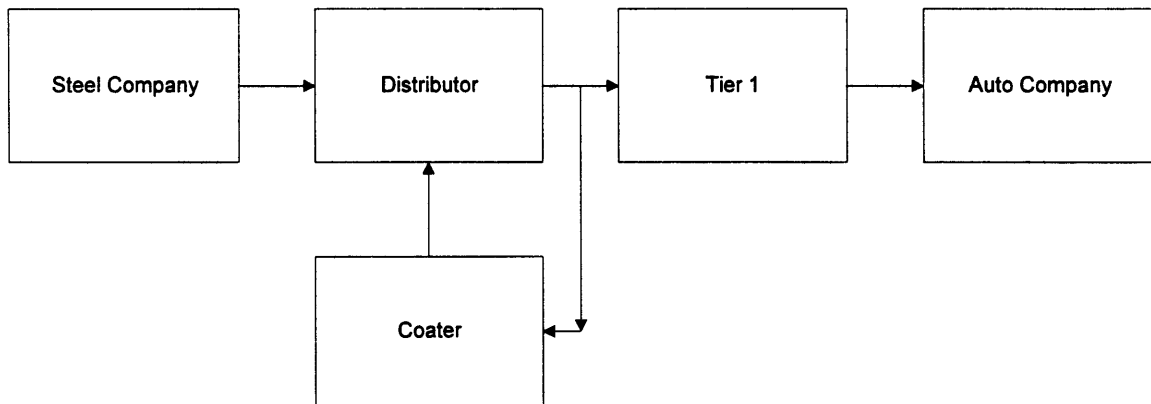 Steel Company
Distributor
Tier 1
Auto Company
Coater